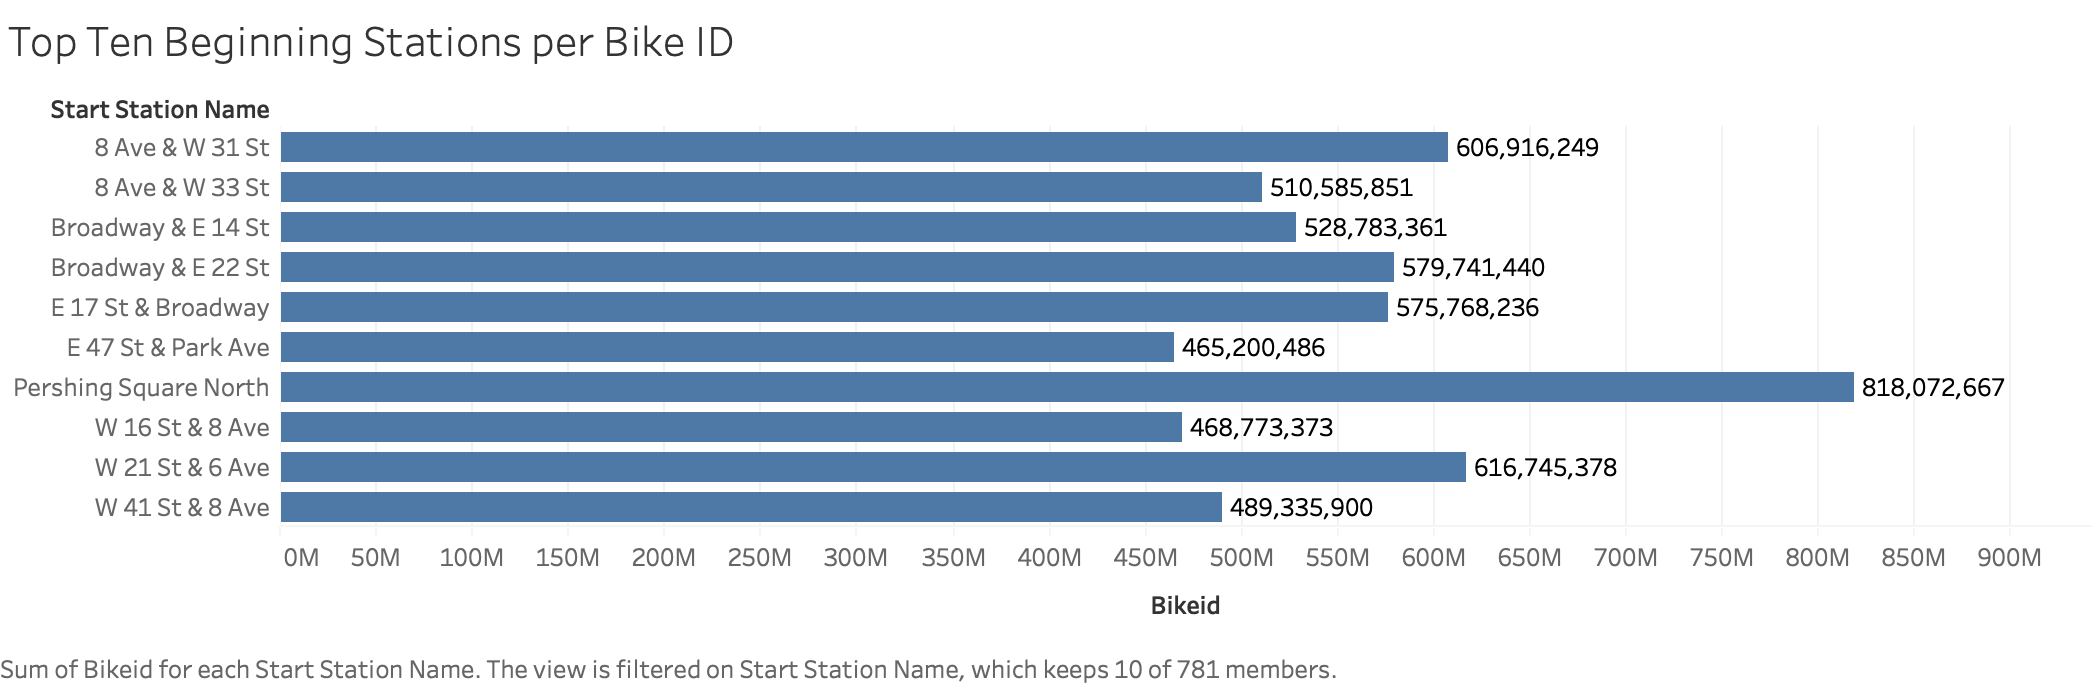 Top Ten Beginning Stations per Bike ID
Start Station Name
8 Ave & W 31 St 606,916,249
8 Ave & W 33 St 510,585,851
Broadway & E 14 St 528,783,361
Broadway & E 22 St 579,741,440
E 17 St & Broadway 575,768,236
E 47 St & Park Ave 465,200,486
Pershing Square North 818,072,667
W 16 St & 8 Ave 468,773,373
W 21 St & 6 Ave 616,745,378
W 41 St & 8 Ave 489,335,900
0M 50M 100M 150M 200M 250M 300M 350M 400M 450M 500M 550M 600M 650M 700M 750M 800M 850M 900M
Bikeid
Sum of Bikeid for each Start Station Name. The view is filtered on Start Station Name, which keeps 10 of 781 members.